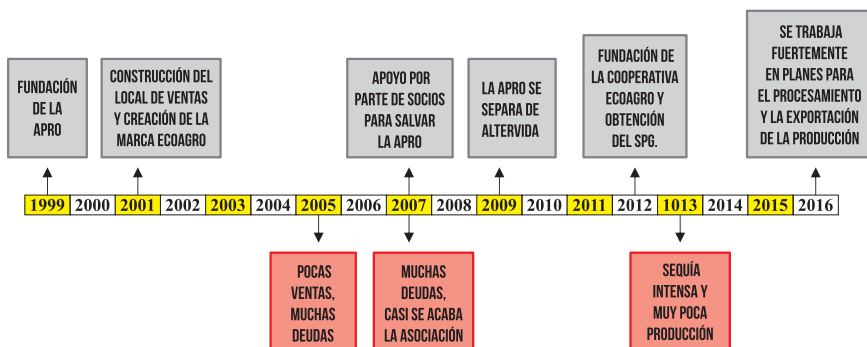 FUNDACIÓN
DE LA
APRO
CONSTRUCCIÓN DEL
LOCAL DE VENTAS
Y CREACIÓN DE LA
MARCA ECOAGRO
APOYO POR
PARTE DE SOCIOS
PARA SALVAR
LA APRO
LA APRO SE
SEPARA DE
ALTERVIDA
FUNDACIÓN DE
LA COOPERATIVA
ECOAGRO Y
OBTENCIÓN
DEL SPG.
SE TRABAJA
FUERTEMENTE
EN PLANES PARA
EL PROCESAMIENTO
Y LA EXPORTACIÓN
DE LA PRODUCCIÓN
1999 2000 2001 2002 2003 2004 2005 2006 2007 2008 2009 2010 2011 2012 1013 2014 2015 2016
POCAS
VENTAS,
MUCHAS
DEUDAS
MUCHAS
DEUDAS,
CASI SE ACABA
LA ASOCIACIÓN
SEQUÍA
INTENSA Y
MUY POCA
PRODUCCIÓN